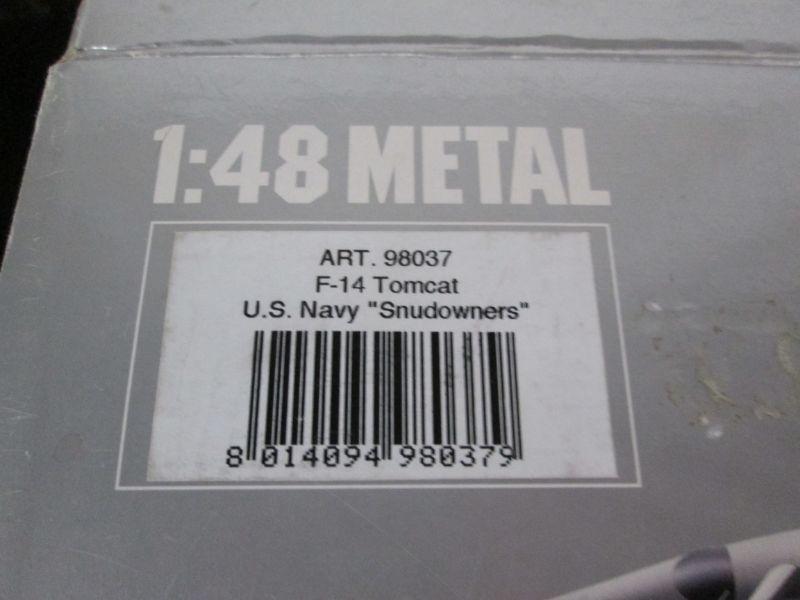 1:48 METAL
ART. 98037
F-14 Tomcat
U.S. Navy "Snudowners"
8 014094 980379